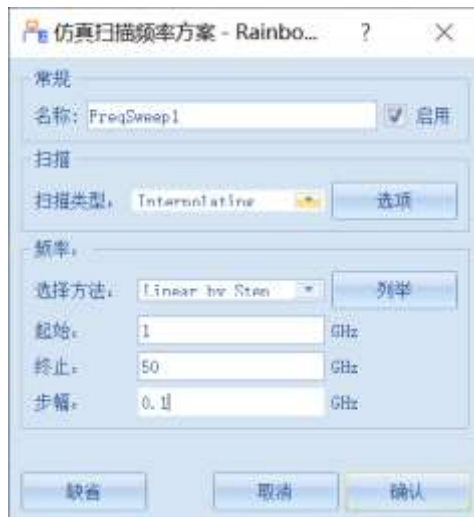 仿真扫描频率方案 - Rainbo... ? ×
常规
名称: FreqSweep1 启用
扫描
扫描类型: Interpolating 选项
频率:
选择方法: Linear by Step 列举
起始: 1 GHz
终止: 50 GHz
步幅: 0.1 GHz
缺省 取消 确认